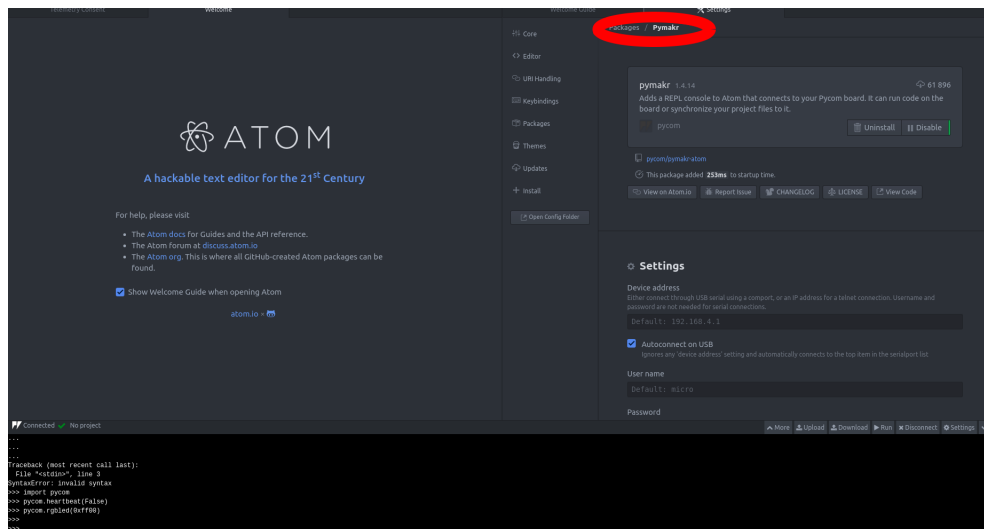 Telemetry Consent
Welcome
Welcome Guide
Settings
Core
Editor
URI Handling
Keybindings
Packages
Themes
Updates
Install
Open Config Folder
ATOM
A hackable text editor for the 21st Century
For help, please visit
The Atom docs for Guides and the API reference.
The Atom forum at discuss.atom.io
The Atom org. This is where all GitHub-created Atom packages can be
found.
Show Welcome Guide when opening Atom
atom.io ×
Packages / Pymakr
pymakr 1.4.14
61 896
Adds a REPL console to Atom that connects to your Pycom board. It can run code on the
board or synchronize your project files to it.
pycom
Uninstall
Disable
pycom/pymakr-atom
This package added 253ms to startup time.
View on Atom.io
Report Issue
CHANGELOG
LICENSE
View Code
Settings
Device address
Either connect through USB serial using a comport, or an IP address for a telnet connection. Username and
password are not needed for serial connections.
Default: 192.168.4.1
Autoconnect on USB
Ignores any 'device address' setting and automatically connects to the top item in the serialport list
User name
Default: micro
Password
Connected ✓ No project
More
Upload
Download
Run
Disconnect
Settings
...
...
...
Traceback (most recent call last):
File "<stdin>", line 3
SyntaxError: invalid syntax
>>> import pycom
>>> pycom.heartbeat(False)
>>> pycom.rgbled(0xff00)
>>>
>>>